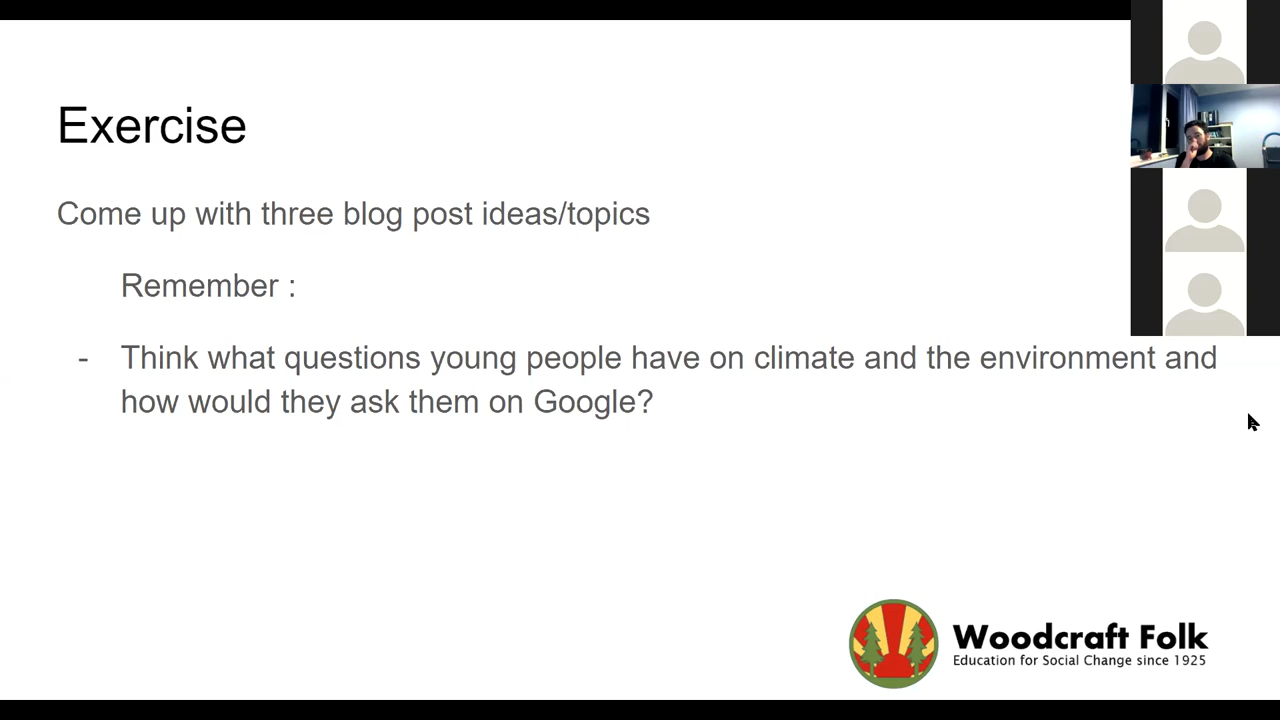 Exercise
Come up with three blog post ideas/topics
Remember :
- Think what questions young people have on climate and the environment and
how would they ask them on Google?
Woodcraft Folk
Education for Social Change since 1925